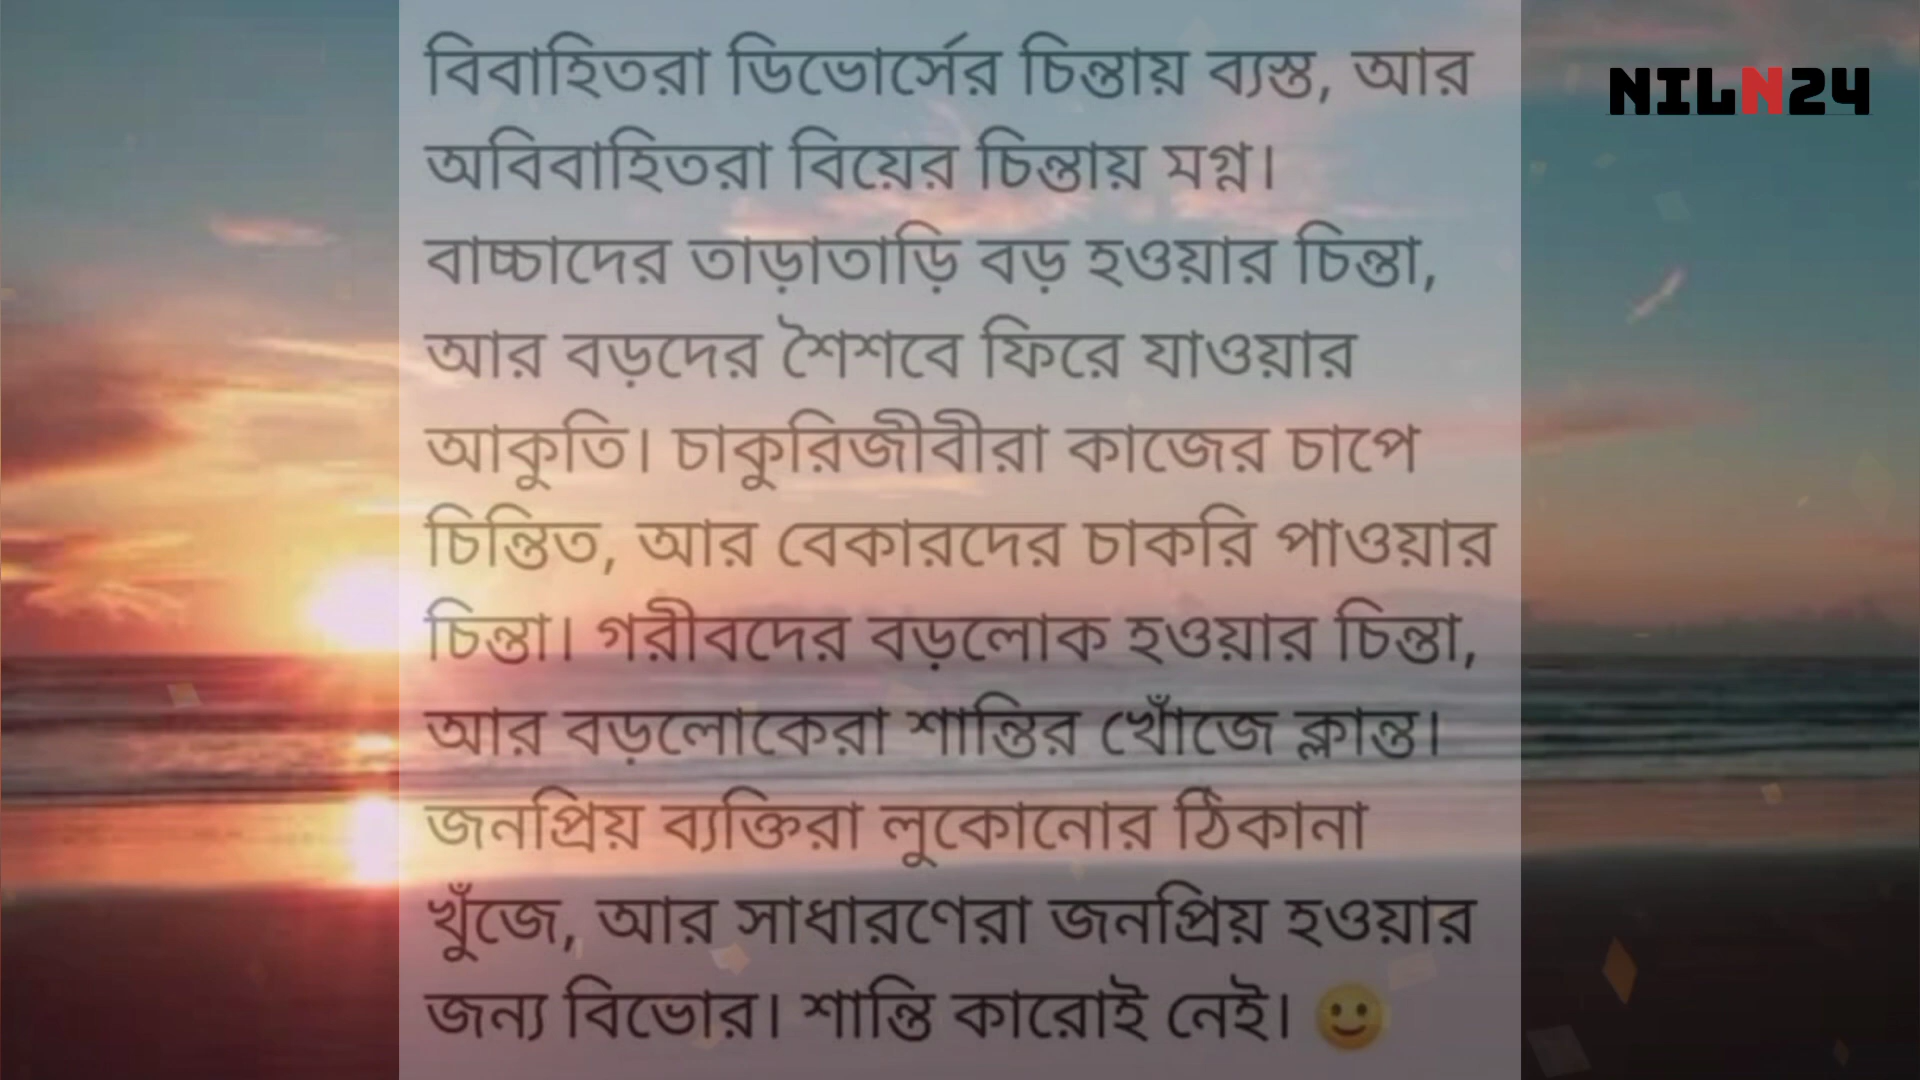 বিবাহিতরা ডিভোর্সের চিন্তায় ব্যস্ত, আর
অবিবাহিতরা বিয়ের চিন্তায় মগ্ন।
বাচ্চাদের তাড়াতাড়ি বড় হওয়ার চিন্তা,
আর বড়দের শৈশবে ফিরে যাওয়ার
আকুতি। চাকুরিজীবীরা কাজের চাপে
চিন্তিত, আর বেকারদের চাকরি পাওয়ার
চিন্তা। গরীবদের বড়লোক হওয়ার চিন্তা,
আর বড়লোকেরা শান্তির খোঁজে ক্লান্ত।
জনপ্রিয় ব্যক্তিরা লুকোনোর ঠিকানা
খুঁজে, আর সাধারণেরা জনপ্রিয় হওয়ার
জন্য বিভোর। শান্তি কারোই নেই। 🙂
NILN24